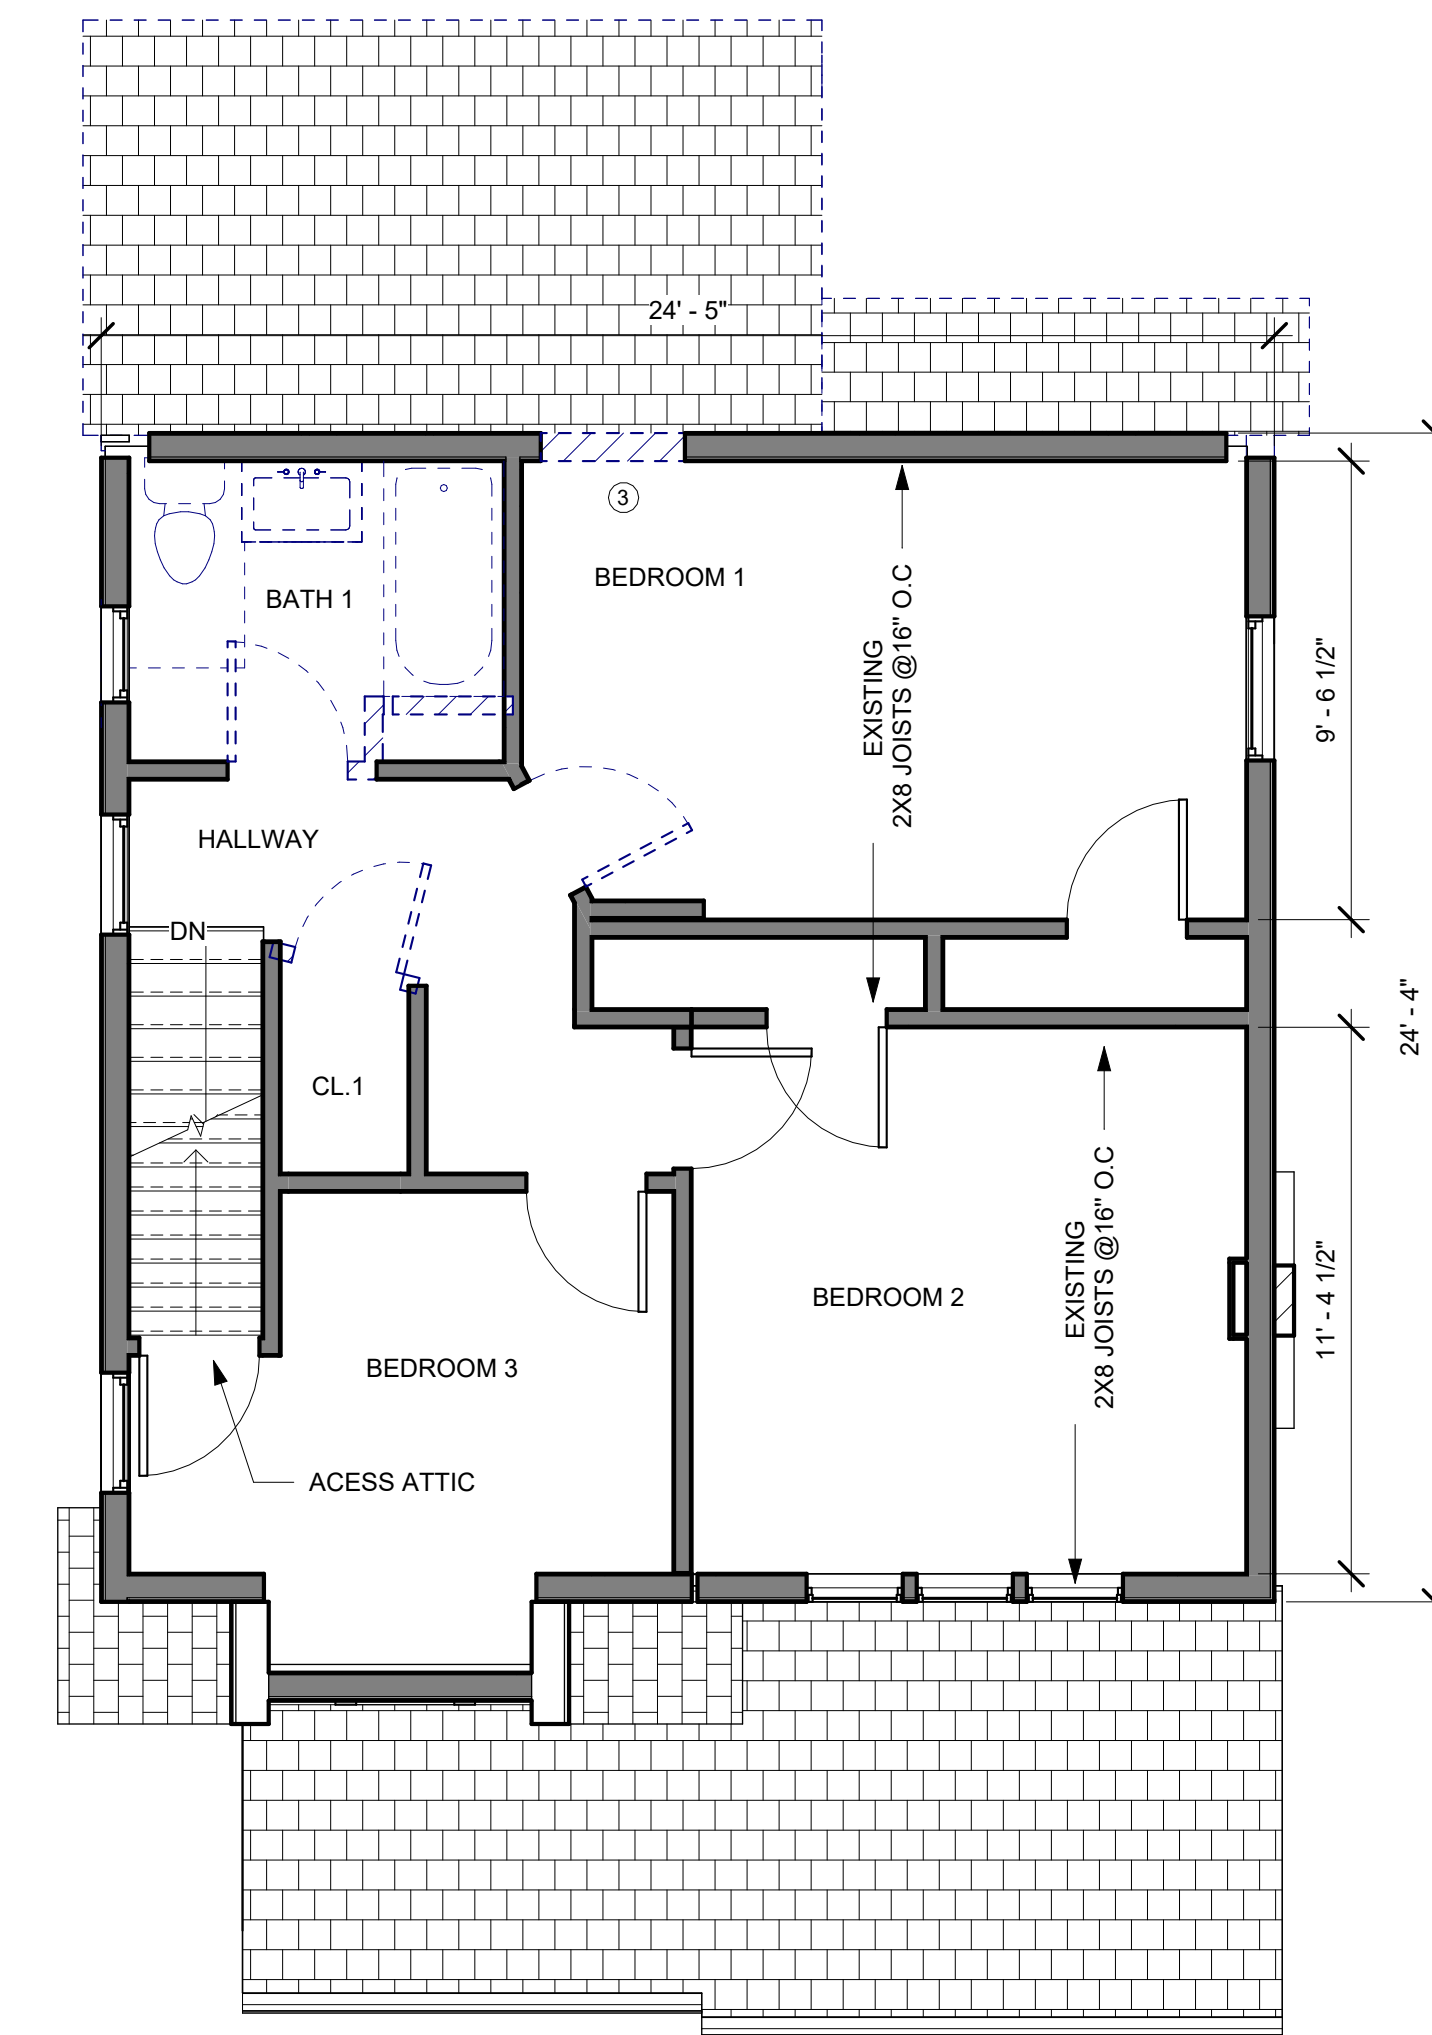 24' - 5"
3
BEDROOM 1
BATH 1
EXISTING
2X8 JOISTS @16" O.C
9' - 6 1/2"
HALLWAY
DN
24' - 4"
CL.1
EXISTING
2X8 JOISTS @16" O.C
BEDROOM 2
11' - 4 1/2"
BEDROOM 3
ACESS ATTIC